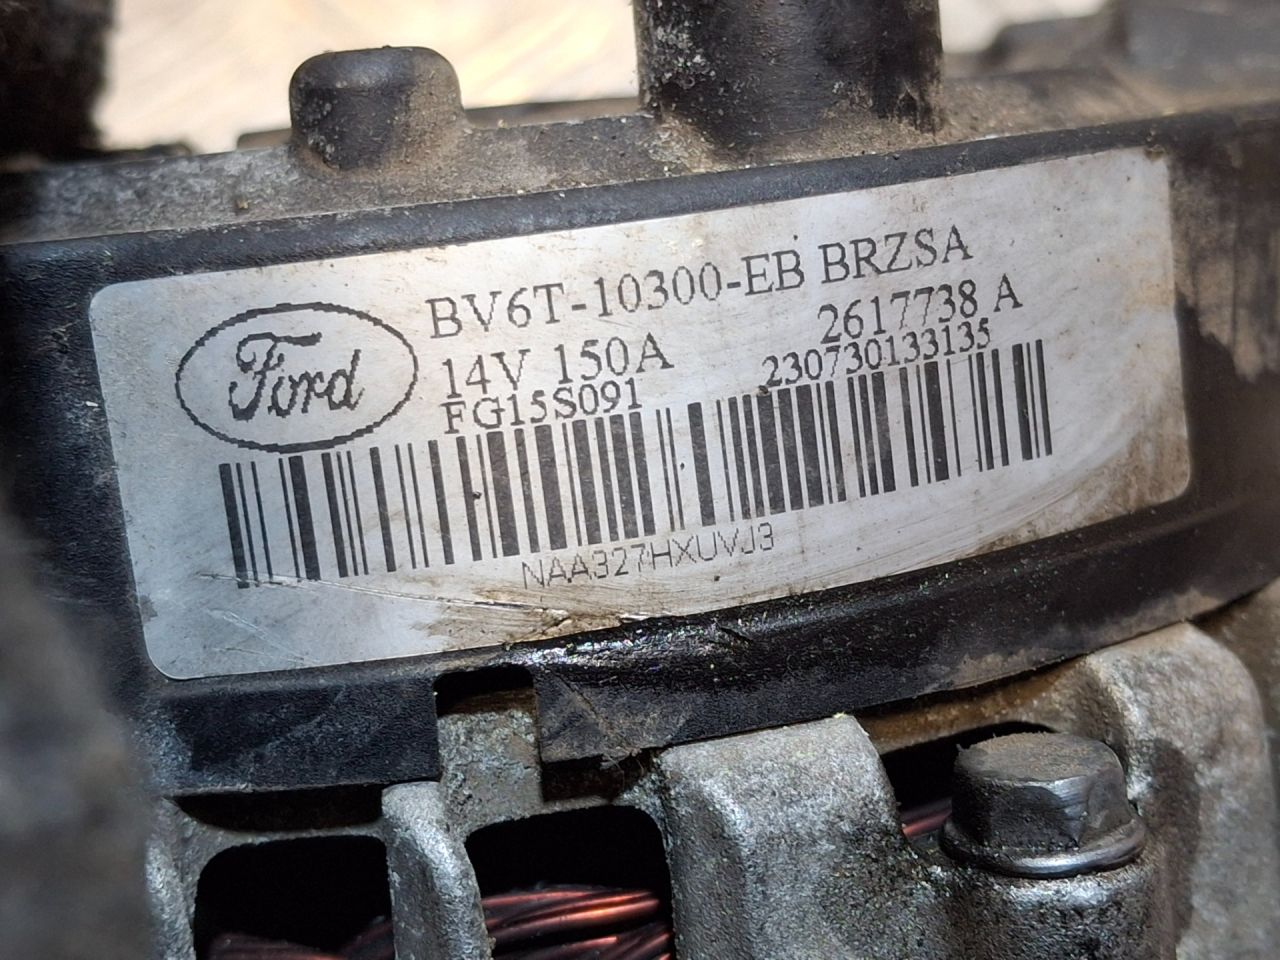 Ford
BV6T-10300-EB BRZSA
14V 150A 2617738 A
FG15S091 230730133135
NAA327HXUVJ3